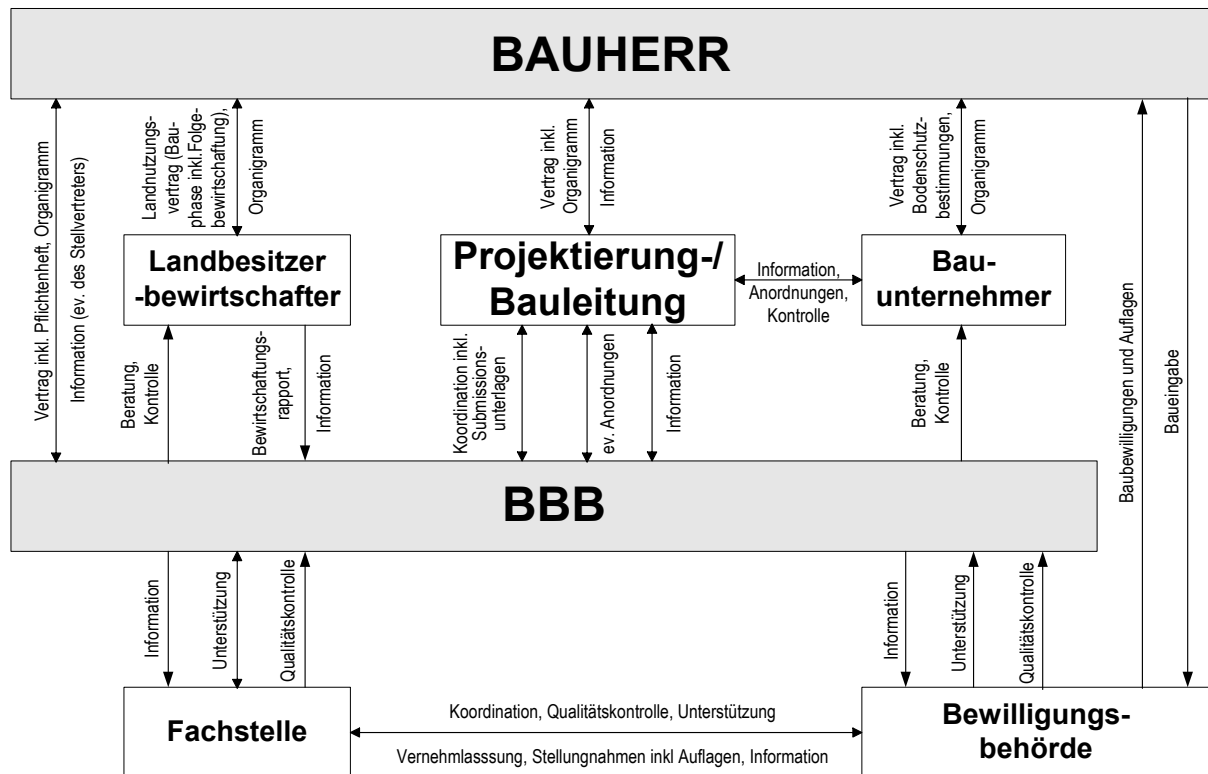 BAUHERR
Vertrag inkl. Pflichtenheft, Organigramm
Information (ev. des Stellvertreters)
Landnutzungs-
vertrag (Bau-
phase inkl.Folge-
bewirtschaftung),
Organigramm
Vertrag inkl.
Organigramm
Information
Vertrag inkl.
Bodenschutz-
bestimmungen,
Organigramm
Baubewilligungen und Auflagen
Baueingabe
Landbesitzer
-bewirtschafter
Projektierung-/
Bauleitung
Information,
Anordnungen,
Kontrolle
Bau-
unternehmer
Beratung,
Kontrolle
Bewirtschaftungs-
rapport,
Information
Koordination inkl.
Submissions-
unterlagen
ev. Anordnungen
Information
Beratung,
Kontrolle
BBB
Information
Unterstützung
Qualitätskontrolle
Information
Unterstützung
Qualitätskontrolle
Fachstelle
Koordination, Qualitätskontrolle, Unterstützung
Vernehmlasssung, Stellungnahmen inkl Auflagen, Information
Bewilligungs-
behörde